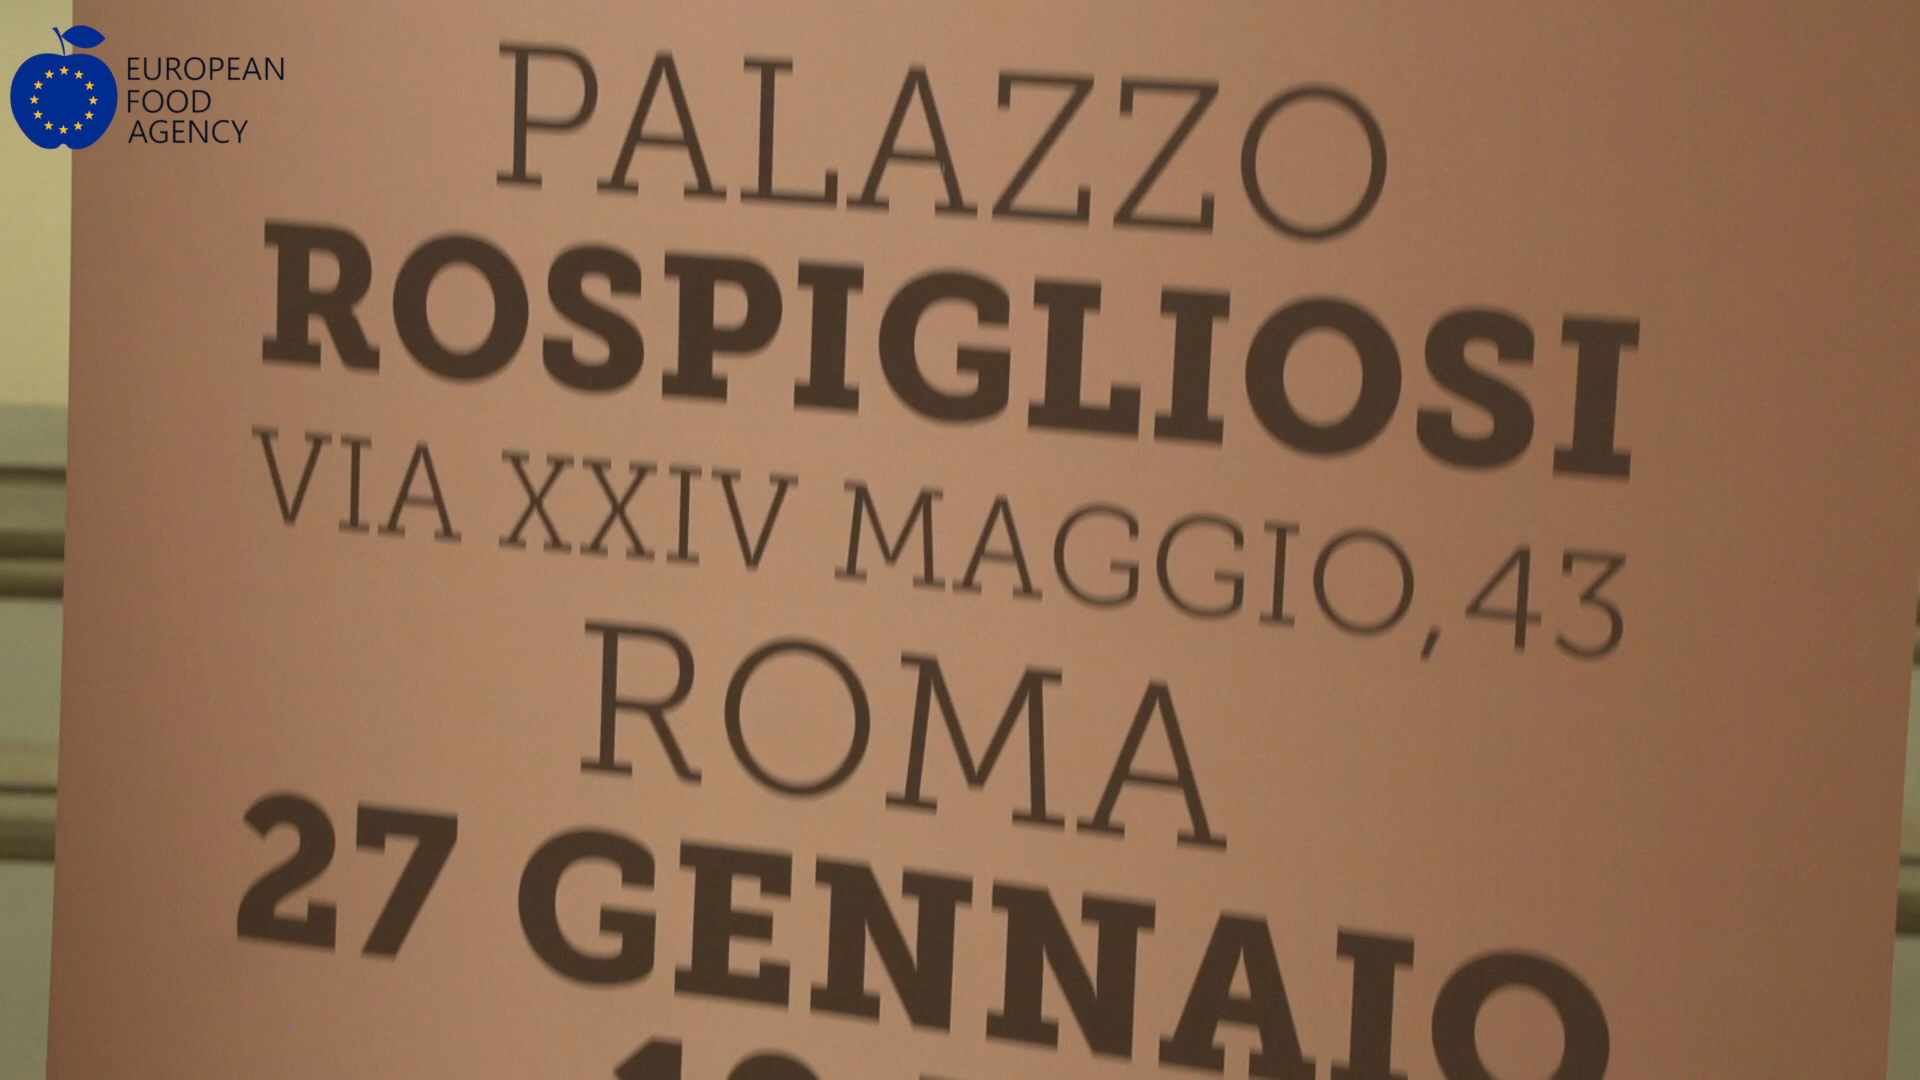 EUROPEAN
FOOD
AGENCY
PALAZZO
ROSPIGLIOSI
VIA XXIV MAGGIO, 43
ROMA
27 GENNAIO